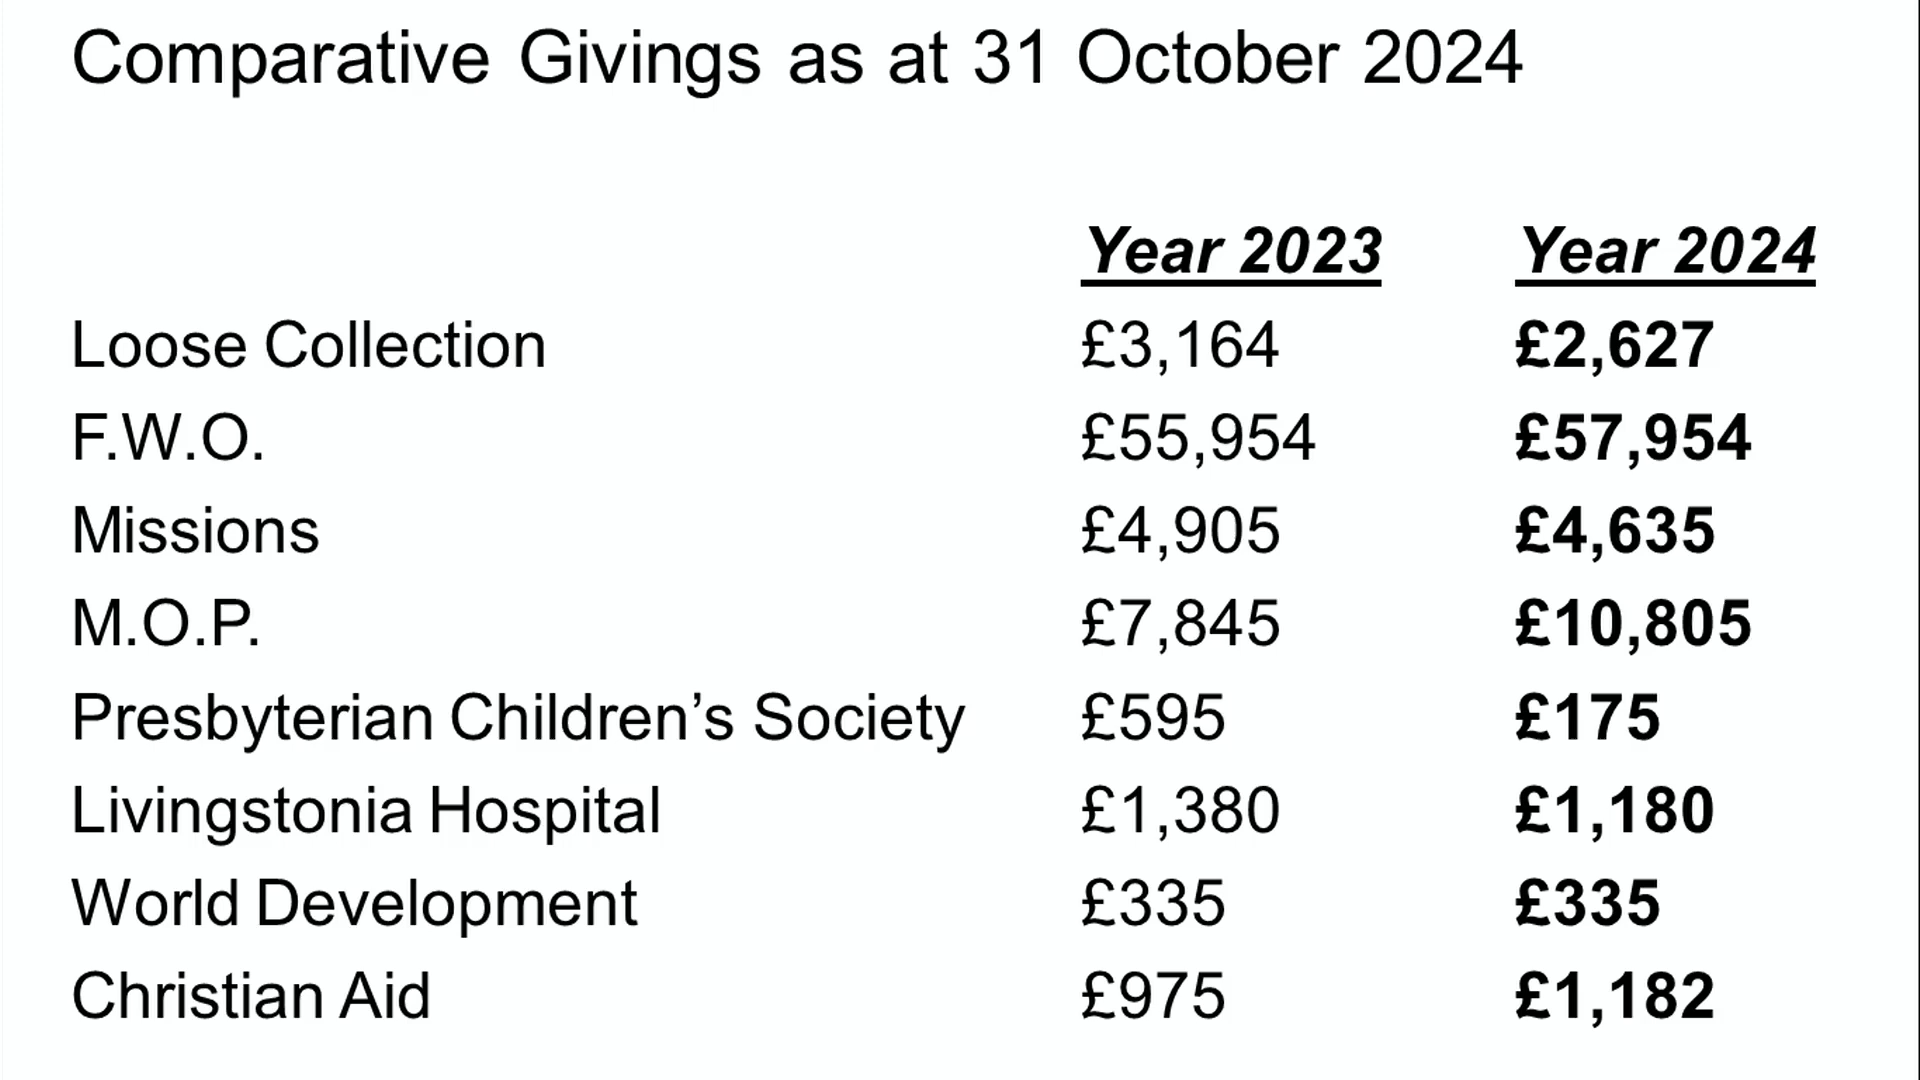 Comparative Givings as at 31 October 2024
Year 2023 Year 2024
Loose Collection £3,164 £2,627
F.W.O. £55,954 £57,954
Missions £4,905 £4,635
M.O.P. £7,845 £10,805
Presbyterian Children’s Society £595 £175
Livingstonia Hospital £1,380 £1,180
World Development £335 £335
Christian Aid £975 £1,182